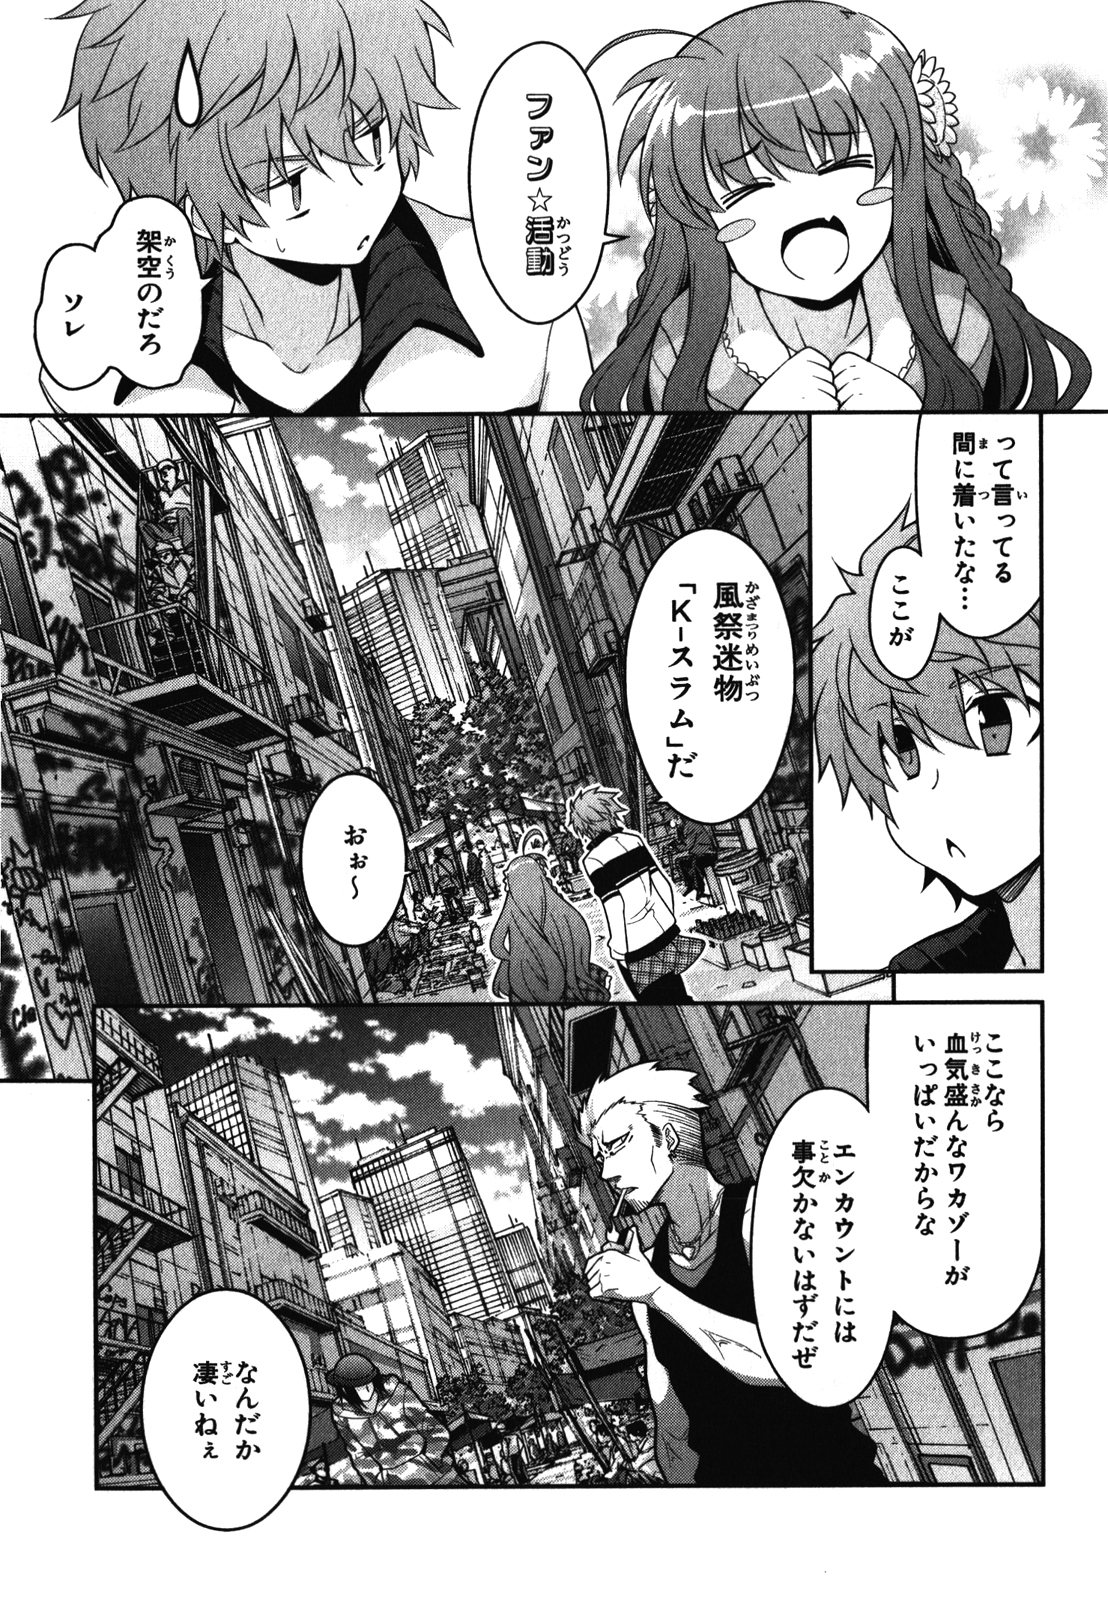 ファン☆活動
架空のだろ
ソレ
って言ってる
間に着いたな…
ここが
風祭迷物
「K-スラム」だ
おぉ～
ここなら
血気盛んなワカゾーが
いっぱいだからな
エンカウントには
事欠かないはずだぜ
なんだか
凄いねぇ